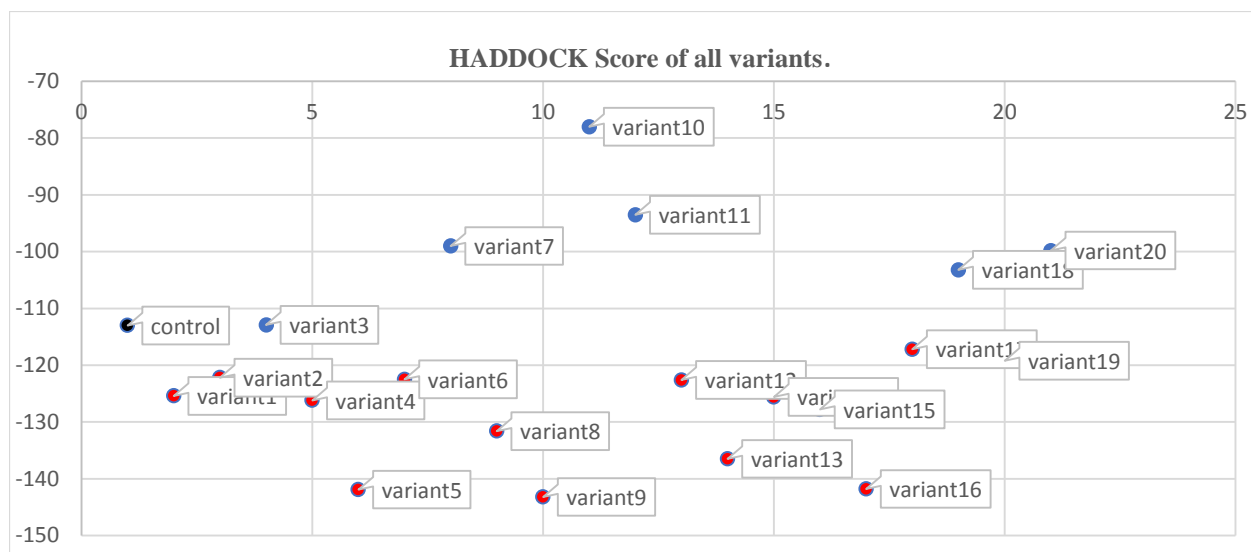 HADDOCK Score of all variants.
-70
0 5 10 15 20 25
-80
variant10
-90
variant11
-100
variant7
variant20
variant18
-110
control
variant3
-120
variant19
variant2
variant6
variant1
variant4
variant15
-130
variant8
variant13
-140
variant5
variant9
variant16
-150